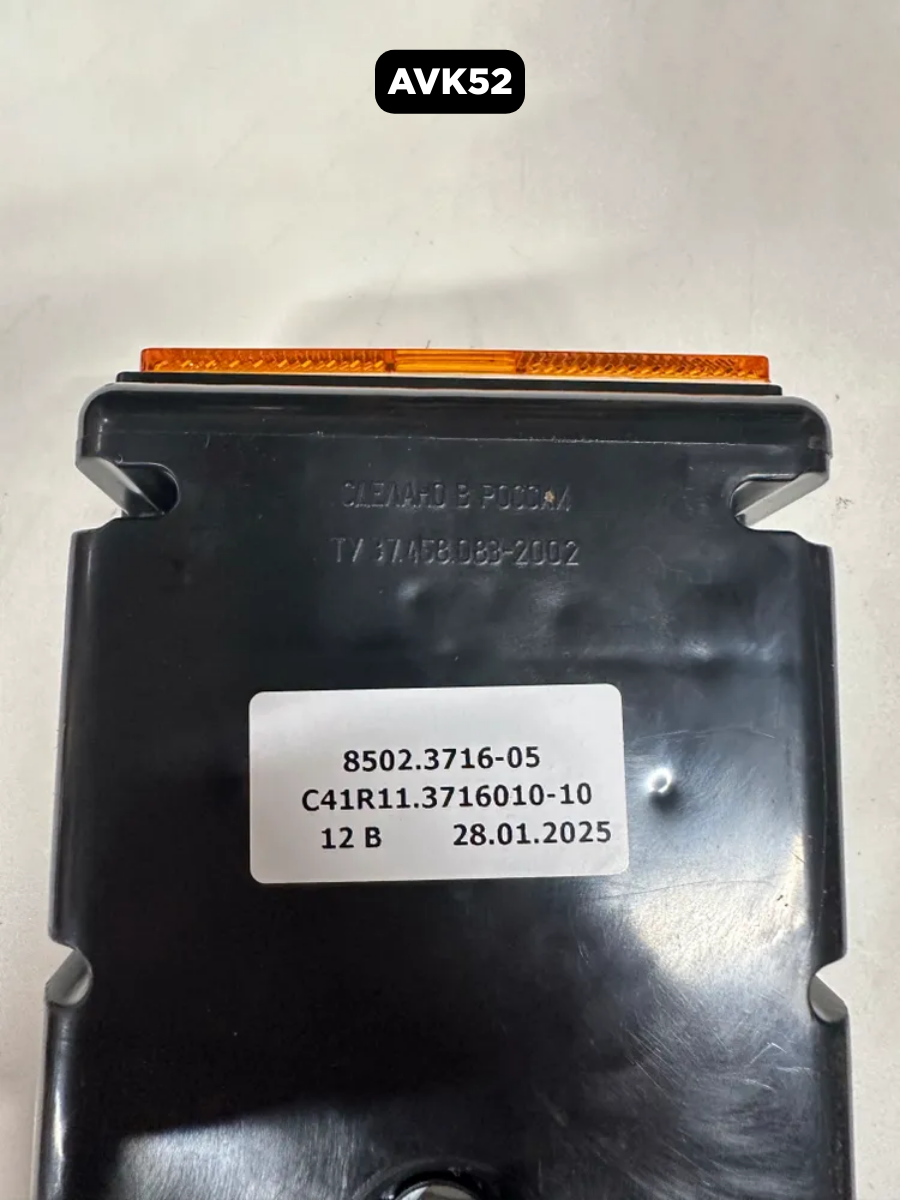 AVK52
СДЕЛАНО В РОССИИ
ТУ 37.458.083-2002
8502.3716-05
C41R11.3716010-10
12 В 28.01.2025